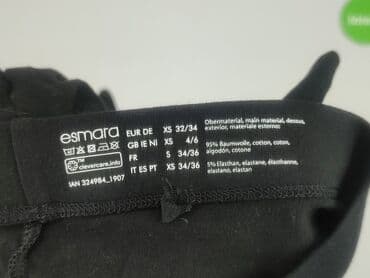 esmara
clevercare.info
IAN 324984_1907
EUR DE XS 32/34
GB IE NI XS 4/6
FR S 34/36
IT ES PT XS 34/36
Obermaterial, main material, dessus,
exterior, materiale esterno:
95% Baumwolle, cotton, coton,
algodón, cotone
5% Elasthan, elastane, élasthanne,
elastano, elastan